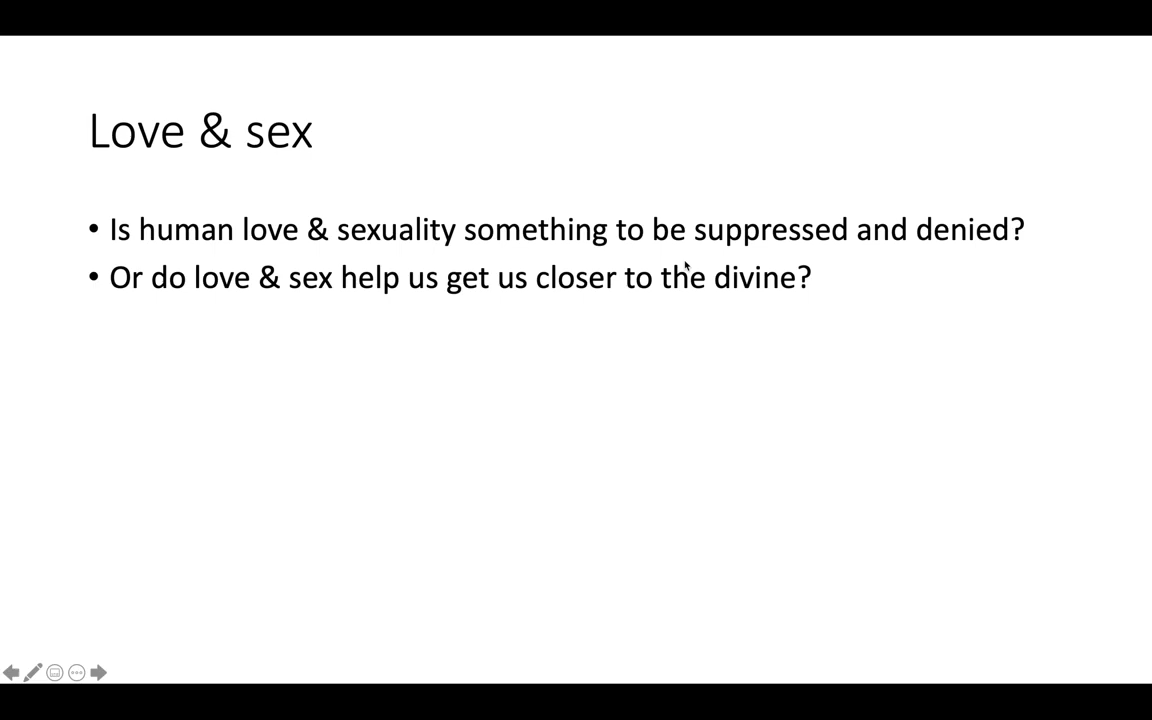 Love & sex
• Is human love & sexuality something to be suppressed and denied?
• Or do love & sex help us get us closer to the divine?